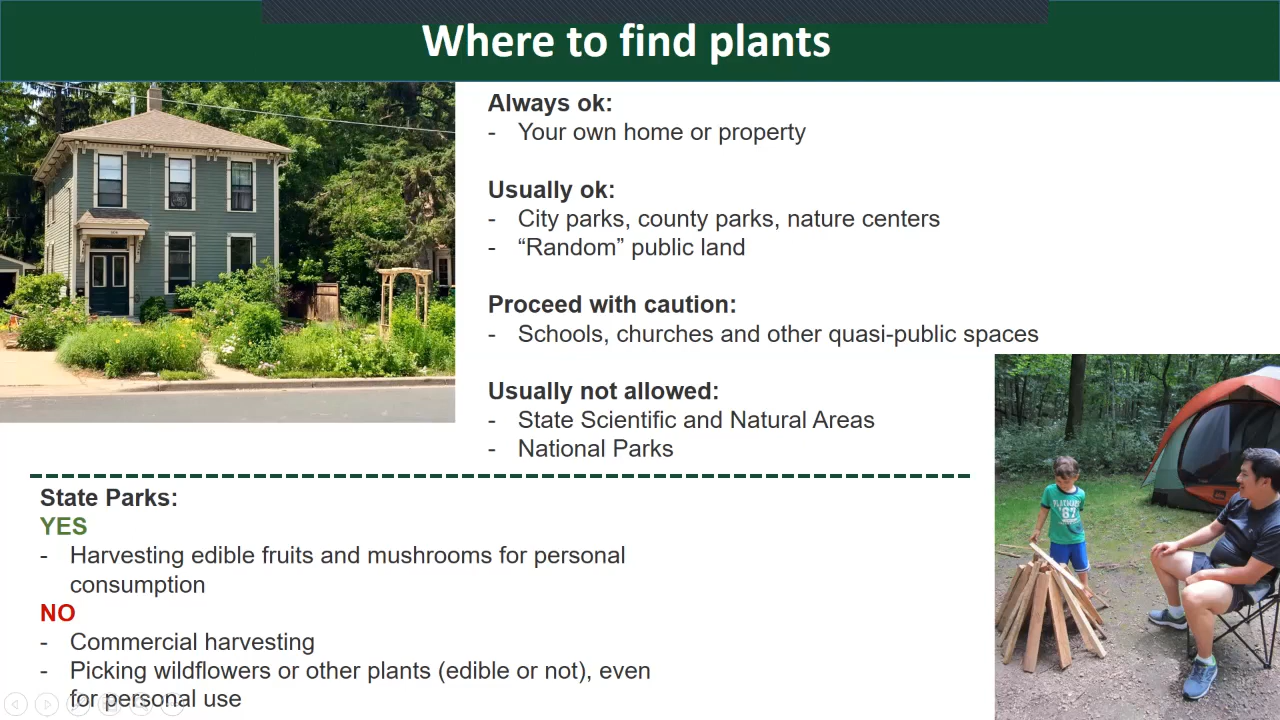 Where to find plants
Always ok:
- Your own home or property
Usually ok:
- City parks, county parks, nature centers
- “Random” public land
Proceed with caution:
- Schools, churches and other quasi-public spaces
Usually not allowed:
- State Scientific and Natural Areas
- National Parks
State Parks:
YES
- Harvesting edible fruits and mushrooms for personal
consumption
NO
- Commercial harvesting
- Picking wildflowers or other plants (edible or not), even
for personal use